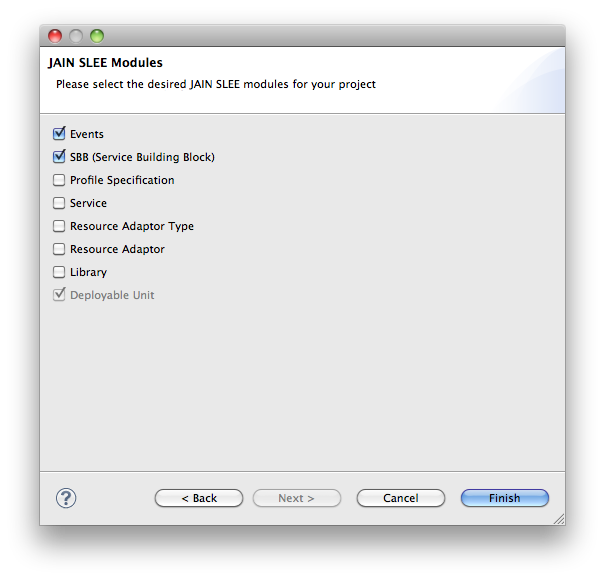 JAIN SLEE Modules
Please select the desired JAIN SLEE modules for your project
Events
SBB (Service Building Block)
Profile Specification
Service
Resource Adaptor Type
Resource Adaptor
Library
Deployable Unit
? < Back Next > Cancel Finish